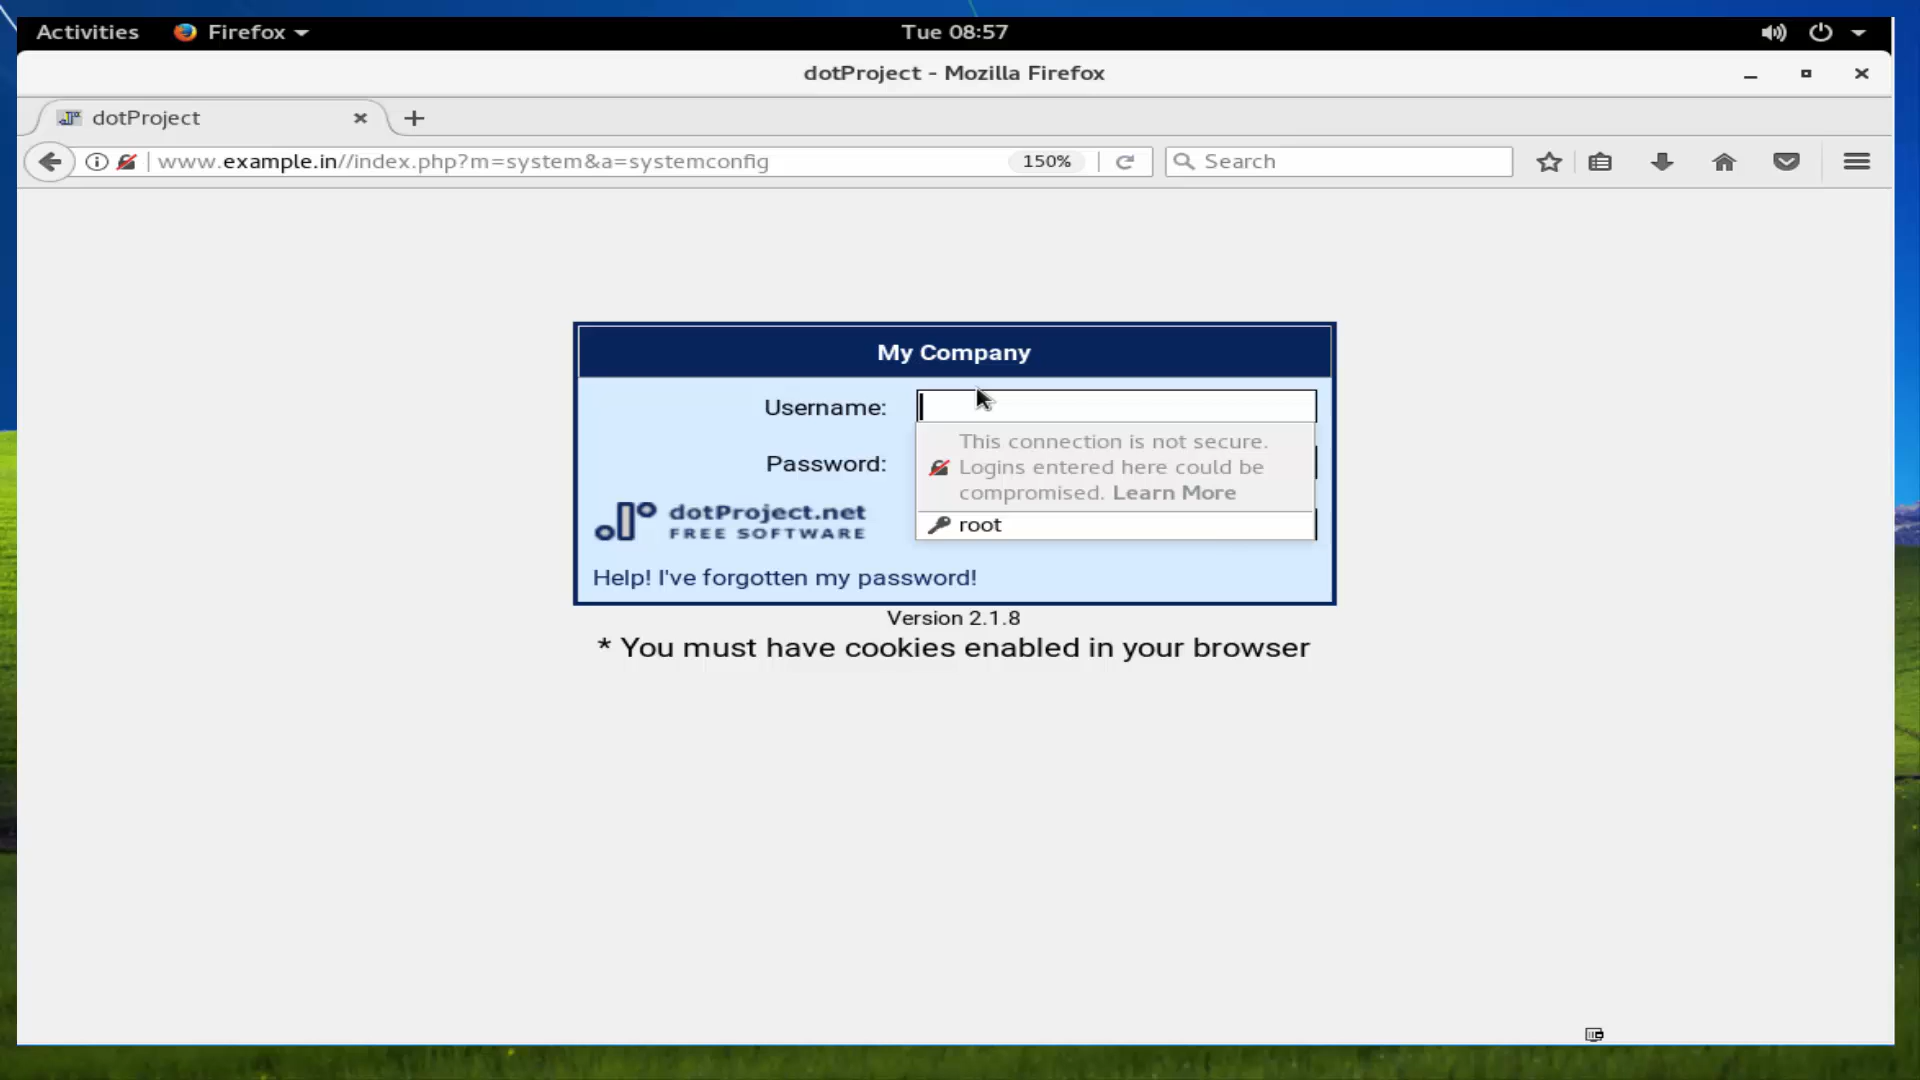 Activities Firefox Tue 08:57
dotProject - Mozilla Firefox
dotProject
www.example.in//index.php?m=system&a=systemconfig 150% Search
My Company
Username:
This connection is not secure.
Password:
Logins entered here could be
compromised. Learn More
dotProject.net
FREE SOFTWARE
root
Help! I've forgotten my password!
Version 2.1.8
* You must have cookies enabled in your browser